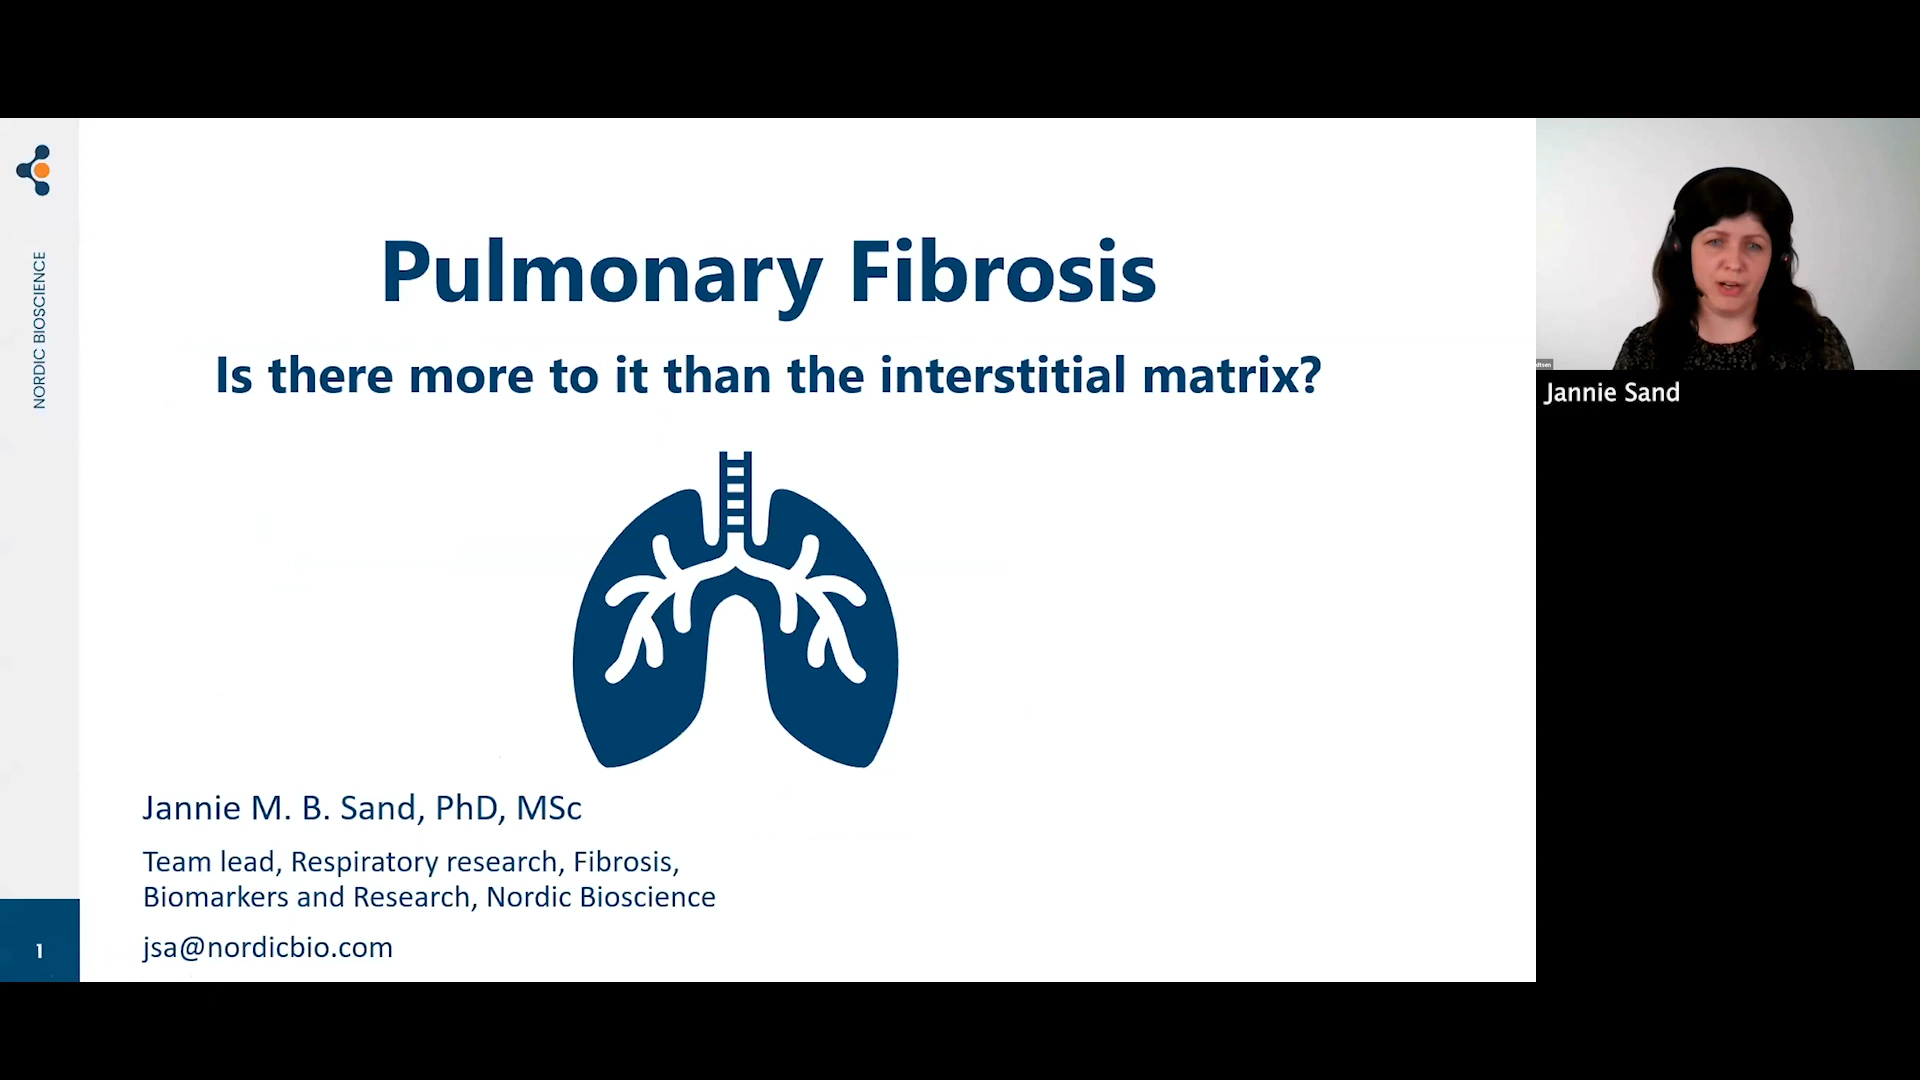 NORDIC BIOSCIENCE
Pulmonary Fibrosis
Is there more to it than the interstitial matrix?
Jannie M. B. Sand, PhD, MSc
Team lead, Respiratory research, Fibrosis,
Biomarkers and Research, Nordic Bioscience
jsa@nordicbio.com
1
Jannie Sand